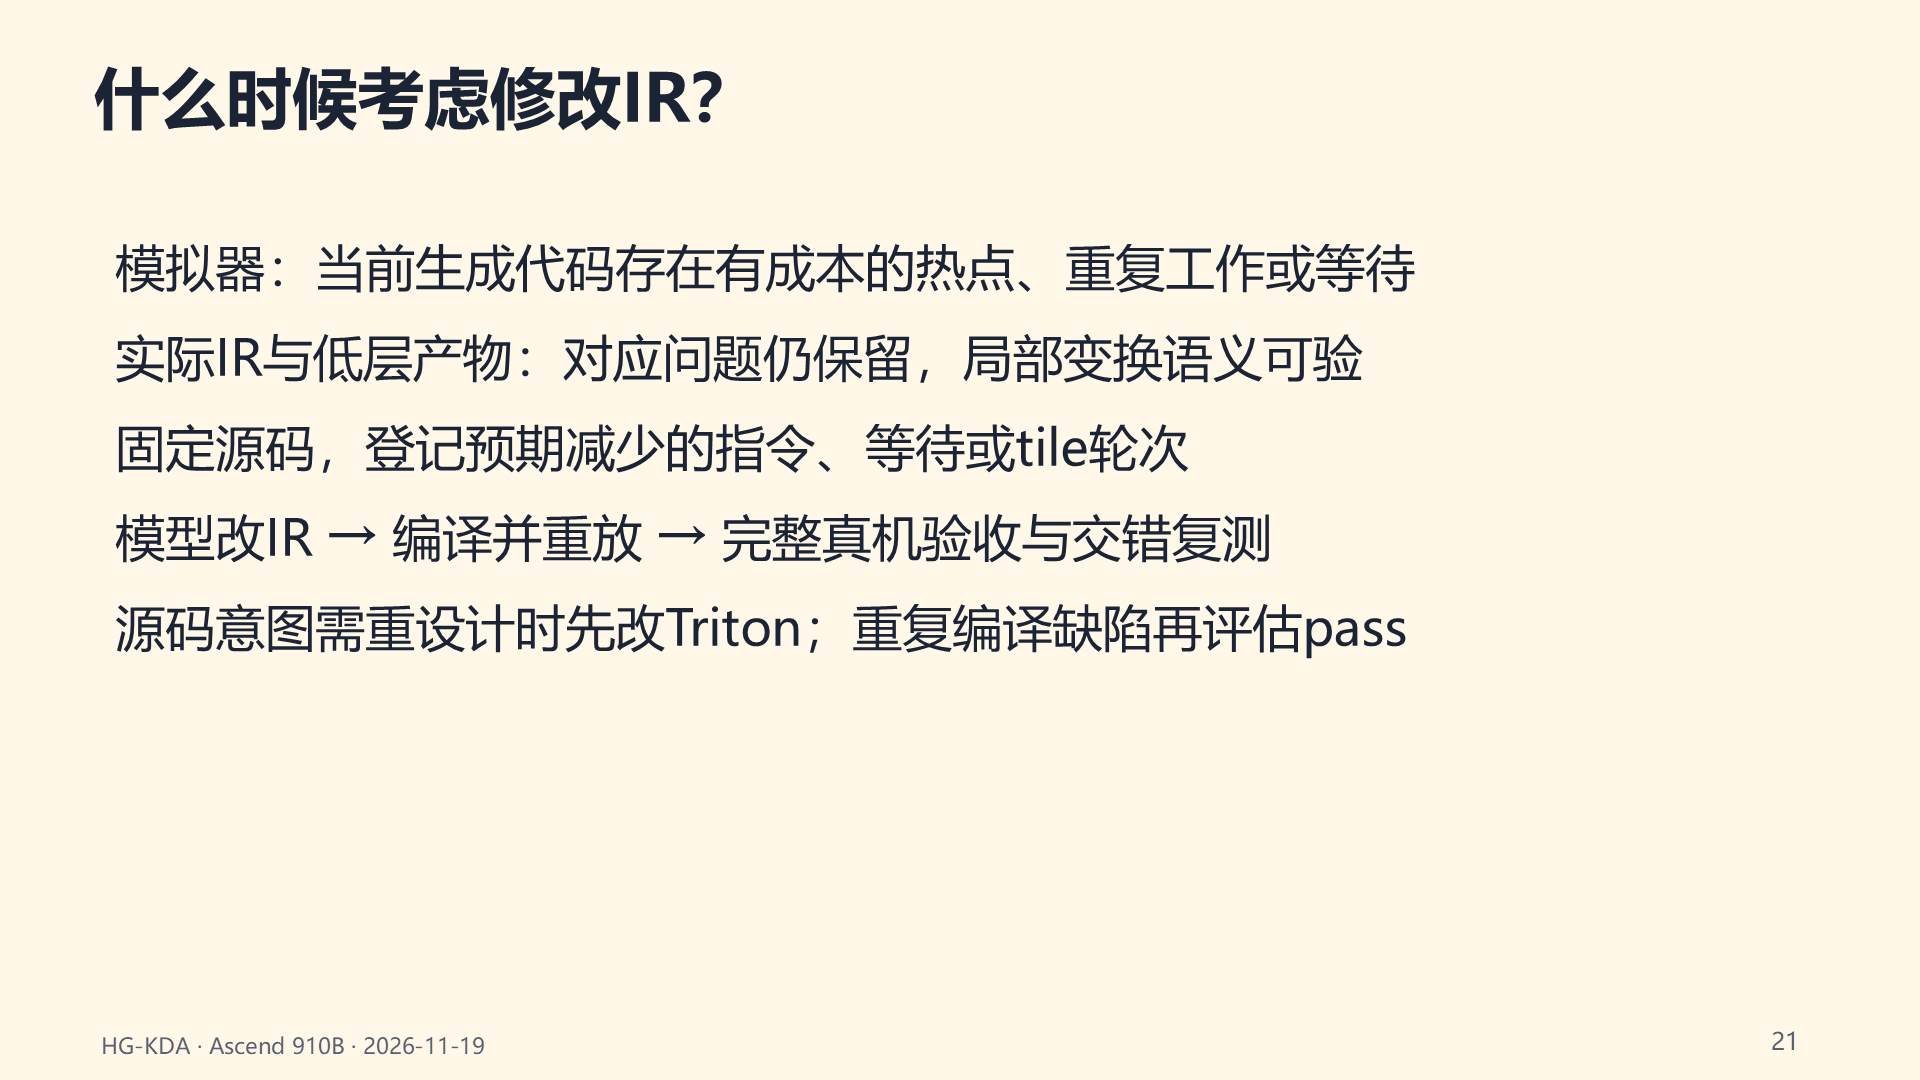 什么时候考虑修改IR？
模拟器：当前生成代码存在有成本的热点、重复工作或等待
实际IR与低层产物：对应问题仍保留，局部变换语义可验
固定源码，登记预期减少的指令、等待或tile轮次
模型改IR → 编译并重放 → 完整真机验收与交错复测
源码意图需重设计时先改Triton；重复编译缺陷再评估pass
HG-KDA · Ascend 910B · 2026-11-19
21